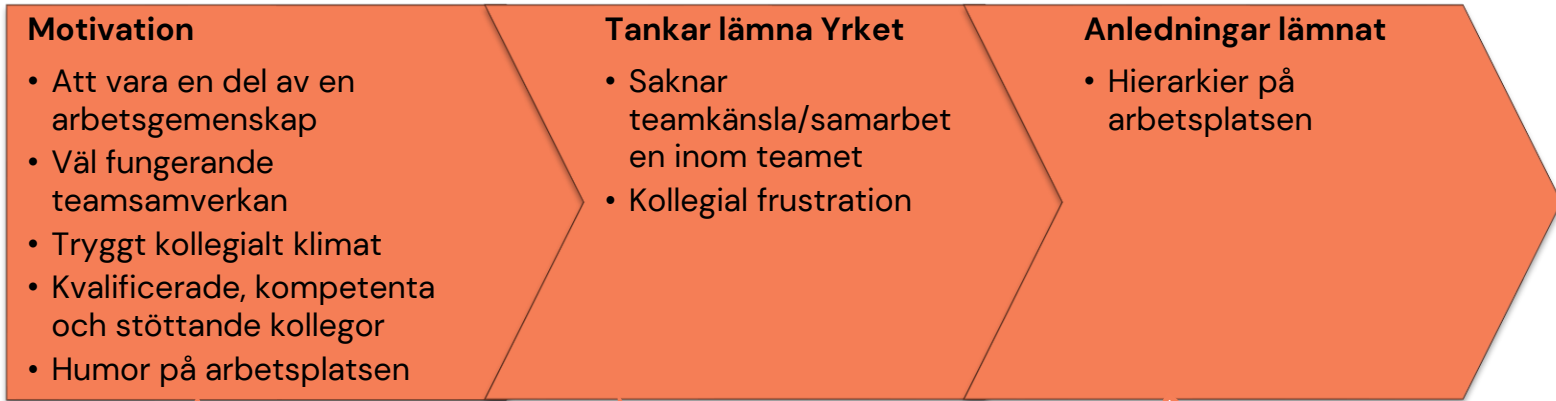 Motivation
• Att vara en del av en
arbetsgemenskap
• Väl fungerande
teamsamverkan
• Tryggt kollegialt klimat
• Kvalificerade, kompetenta
och stöttande kollegor
• Humor på arbetsplatsen
Tankar lämna Yrket
• Saknar
teamkänsla/samarbet
en inom teamet
• Kollegial frustration
Anledningar lämnat
• Hierarkier på
arbetsplatsen